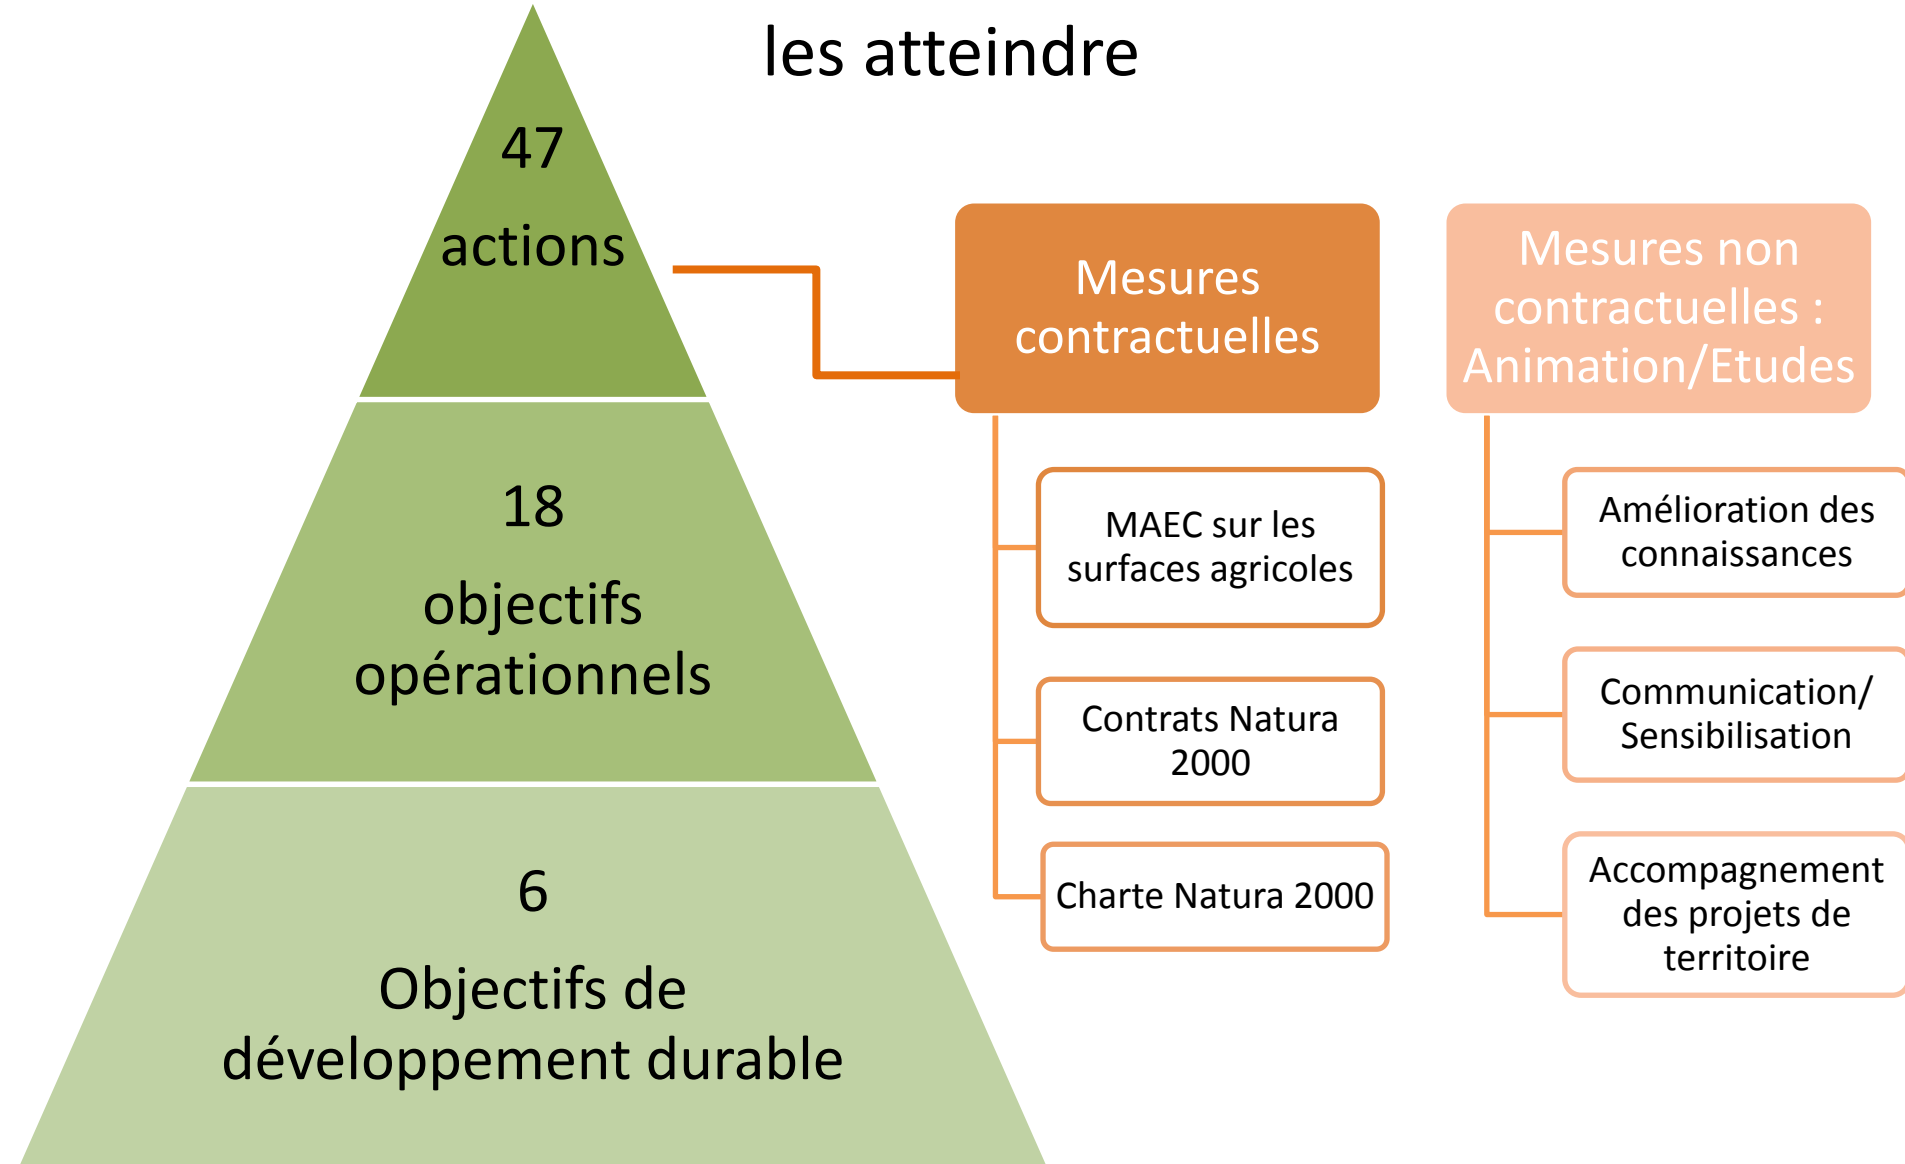 les atteindre
47
actions
18
objectifs
opérationnels
6
Objectifs de
développement durable
Mesures
contractuelles
MAEC sur les
surfaces agricoles
Contrats Natura
2000
Charte Natura 2000
Mesures non
contractuelles :
Animation/Etudes
Amélioration des
connaissances
Communication/
Sensibilisation
Accompagnement
des projets de
territoire